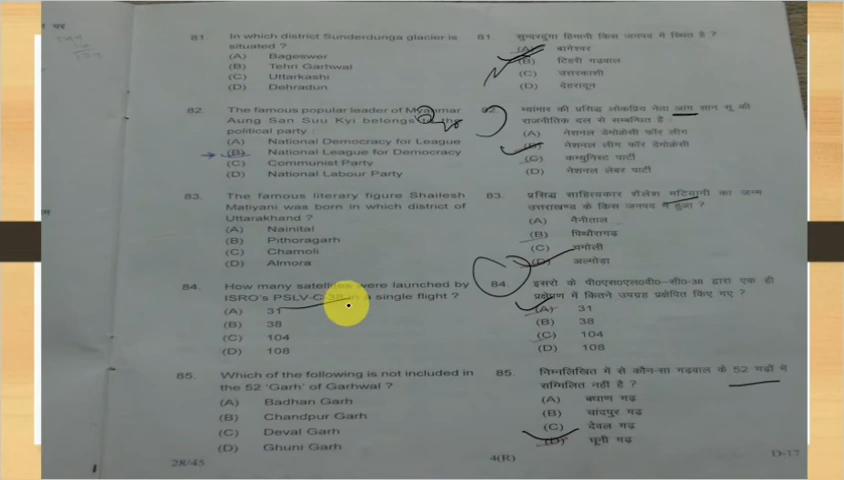 81. In which district Sunderdunga glacier is
situated ?
(A) Bageswer
(B) Tehri Garhwal
(C) Uttarkashi
(D) Dehradun
82. The famous popular leader of Myanmar
Aung San Suu Kyi belongs to the
political party :
(A) National Democracy for League
(B) National League for Democracy
(C) Communist Party
(D) National Labour Party
83. The famous literary figure Shailesh
Matiyani was born in which district of
Uttarakhand ?
(A) Nainital
(B) Pithoragarh
(C) Chamoli
(D) Almora
84. How many satellites were launched by
ISRO's PSLV-C 38 in a single flight ?
(A) 31
(B) 38
(C) 104
(D) 108
85. Which of the following is not included in
the 52 'Garh' of Garhwal ?
(A) Badhan Garh
(B) Chandpur Garh
(C) Deval Garh
(D) Ghuni Garh
28/45
81. सुन्दरदुंगा हिमानी किस जनपद में स्थित है ?
(A) बागेश्वर
(B) टिहरी गढ़वाल
(C) उत्तरकाशी
(D) देहरादून
82. म्यांमार की प्रसिद्ध लोकप्रिय नेता आंग सान सू की
राजनीतिक दल से सम्बन्धित है :
(A) नेशनल डेमोक्रेसी फॉर लीग
(B) नेशनल लीग फॉर डेमोक्रेसी
(C) कम्युनिस्ट पार्टी
(D) नेशनल लेबर पार्टी
83. प्रसिद्ध साहित्यकार शैलेश मटियानी का जन्म
उत्तराखण्ड के किस जनपद में हुआ ?
(A) नैनीताल
(B) पिथौरागढ़
(C) चमोली
(D) अल्मोड़ा
84. इसरो के पी०एस०एल०वी०-सी०-38 द्वारा एक ही
प्रक्षेपण में कितने उपग्रह प्रक्षेपित किए गए ?
(A) 31
(B) 38
(C) 104
(D) 108
85. निम्नलिखित में से कौन-सा गढ़वाल के 52 गढ़ों में
सम्मिलित नहीं है ?
(A) बधाण गढ़
(B) चांदपुर गढ़
(C) देवल गढ़
(D) घूनी गढ़
4(R)
D-17